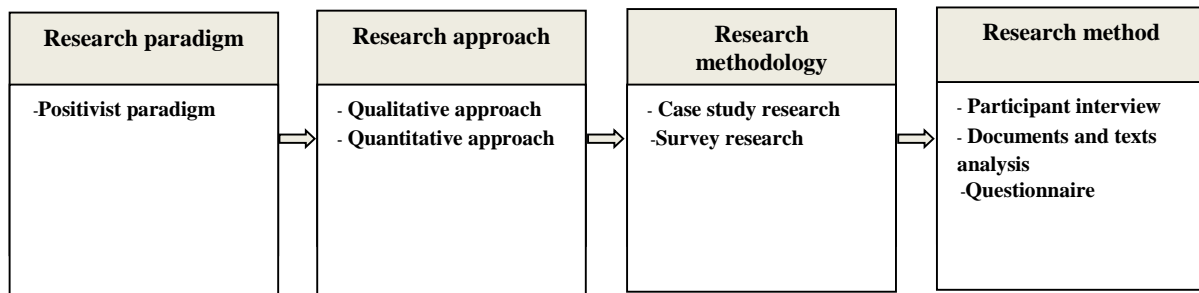 Research paradigm
-Positivist paradigm
Research approach
- Qualitative approach
- Quantitative approach
Research
methodology
- Case study research
-Survey research
Research method
- Participant interview
- Documents and texts
analysis
-Questionnaire